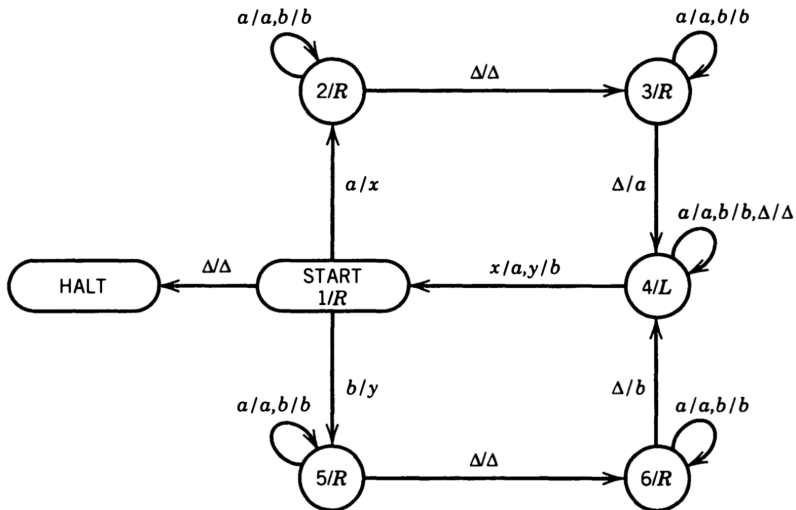 a/a,b/b
a/a,b/b
2/R
Δ/Δ
3/R
a/x
Δ/a
a/a,b/b,Δ/Δ
HALT
Δ/Δ
START
1/R
x/a,y/b
4/L
b/y
Δ/b
a/a,b/b
a/a,b/b
5/R
Δ/Δ
6/R